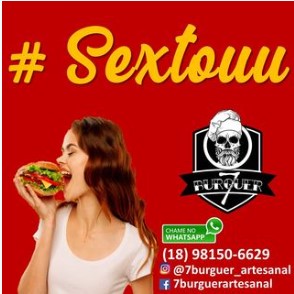 # Sextouu
7
BURGUER
CHAME NO
WHATSAPP
(18) 98150-6629
@7burguer_artesanal
7burguerartesanal